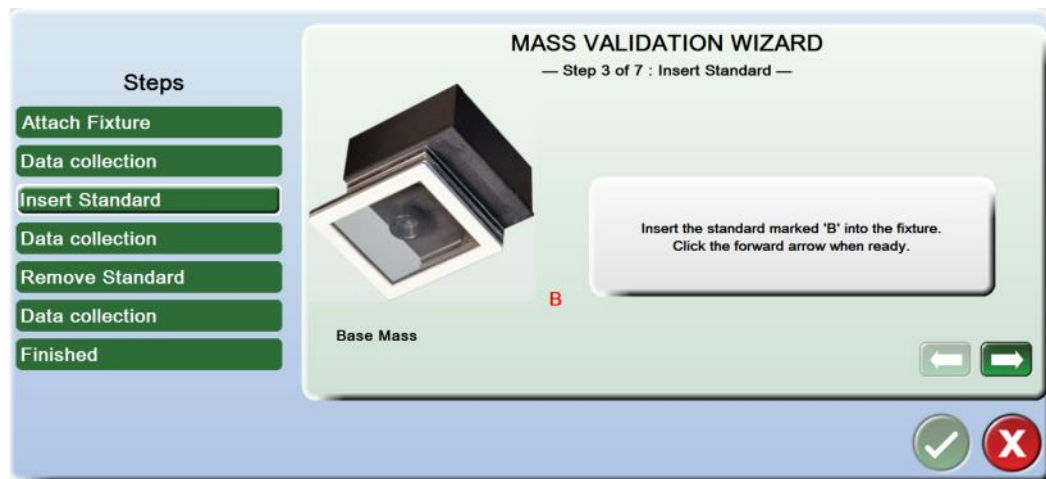 Steps
Attach Fixture
Data collection
Insert Standard
Data collection
Remove Standard
Data collection
Finished
MASS VALIDATION WIZARD
— Step 3 of 7 : Insert Standard —
Insert the standard marked 'B' into the fixture.
Click the forward arrow when ready.
B
Base Mass